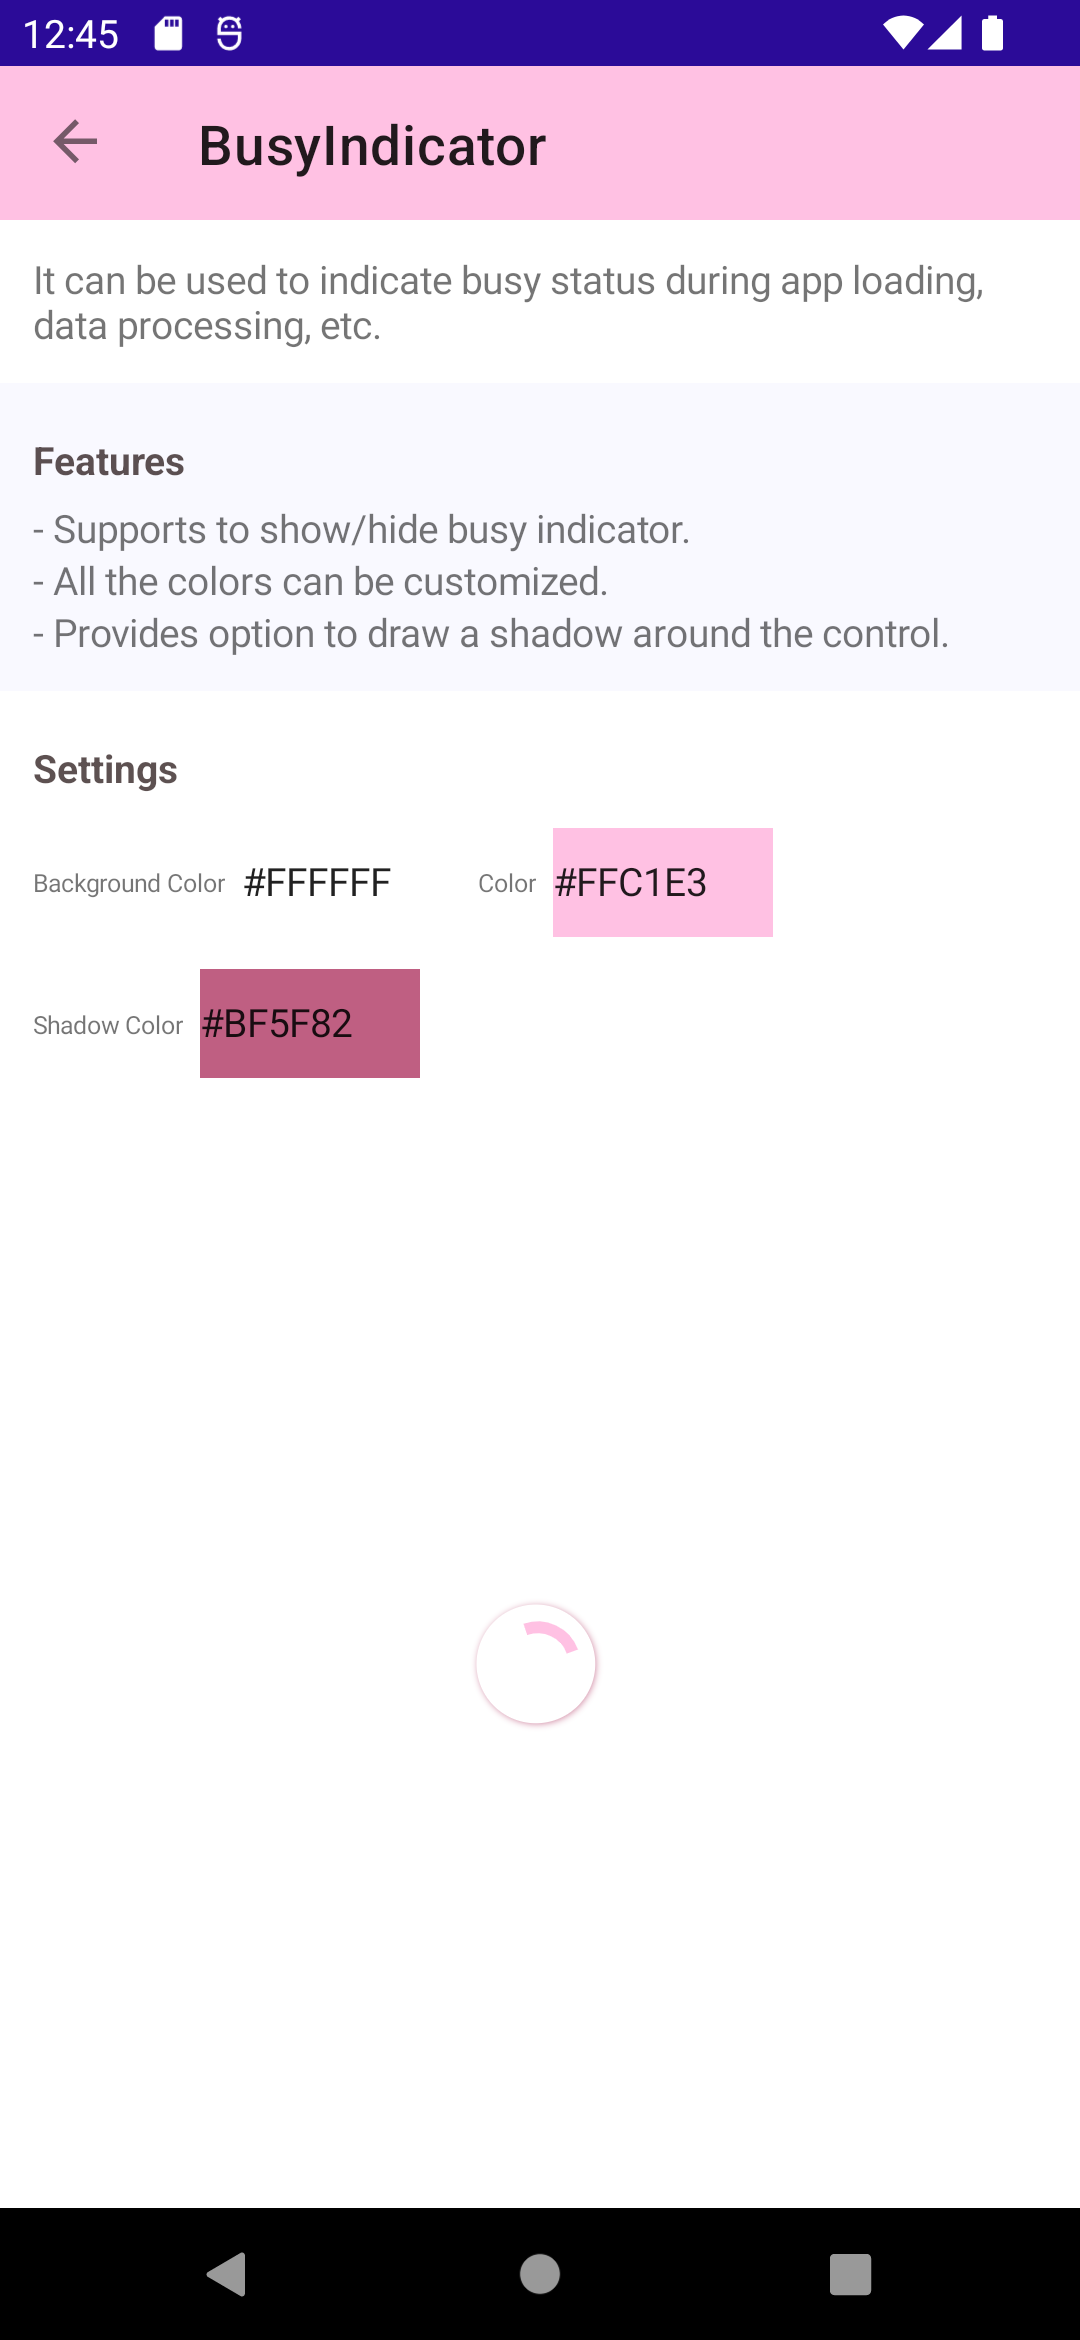 12:45
BusyIndicator
It can be used to indicate busy status during app loading,
data processing, etc.
Features
- Supports to show/hide busy indicator.
- All the colors can be customized.
- Provides option to draw a shadow around the control.
Settings
Background Color #FFFFFF Color #FFC1E3
Shadow Color #BF5F82